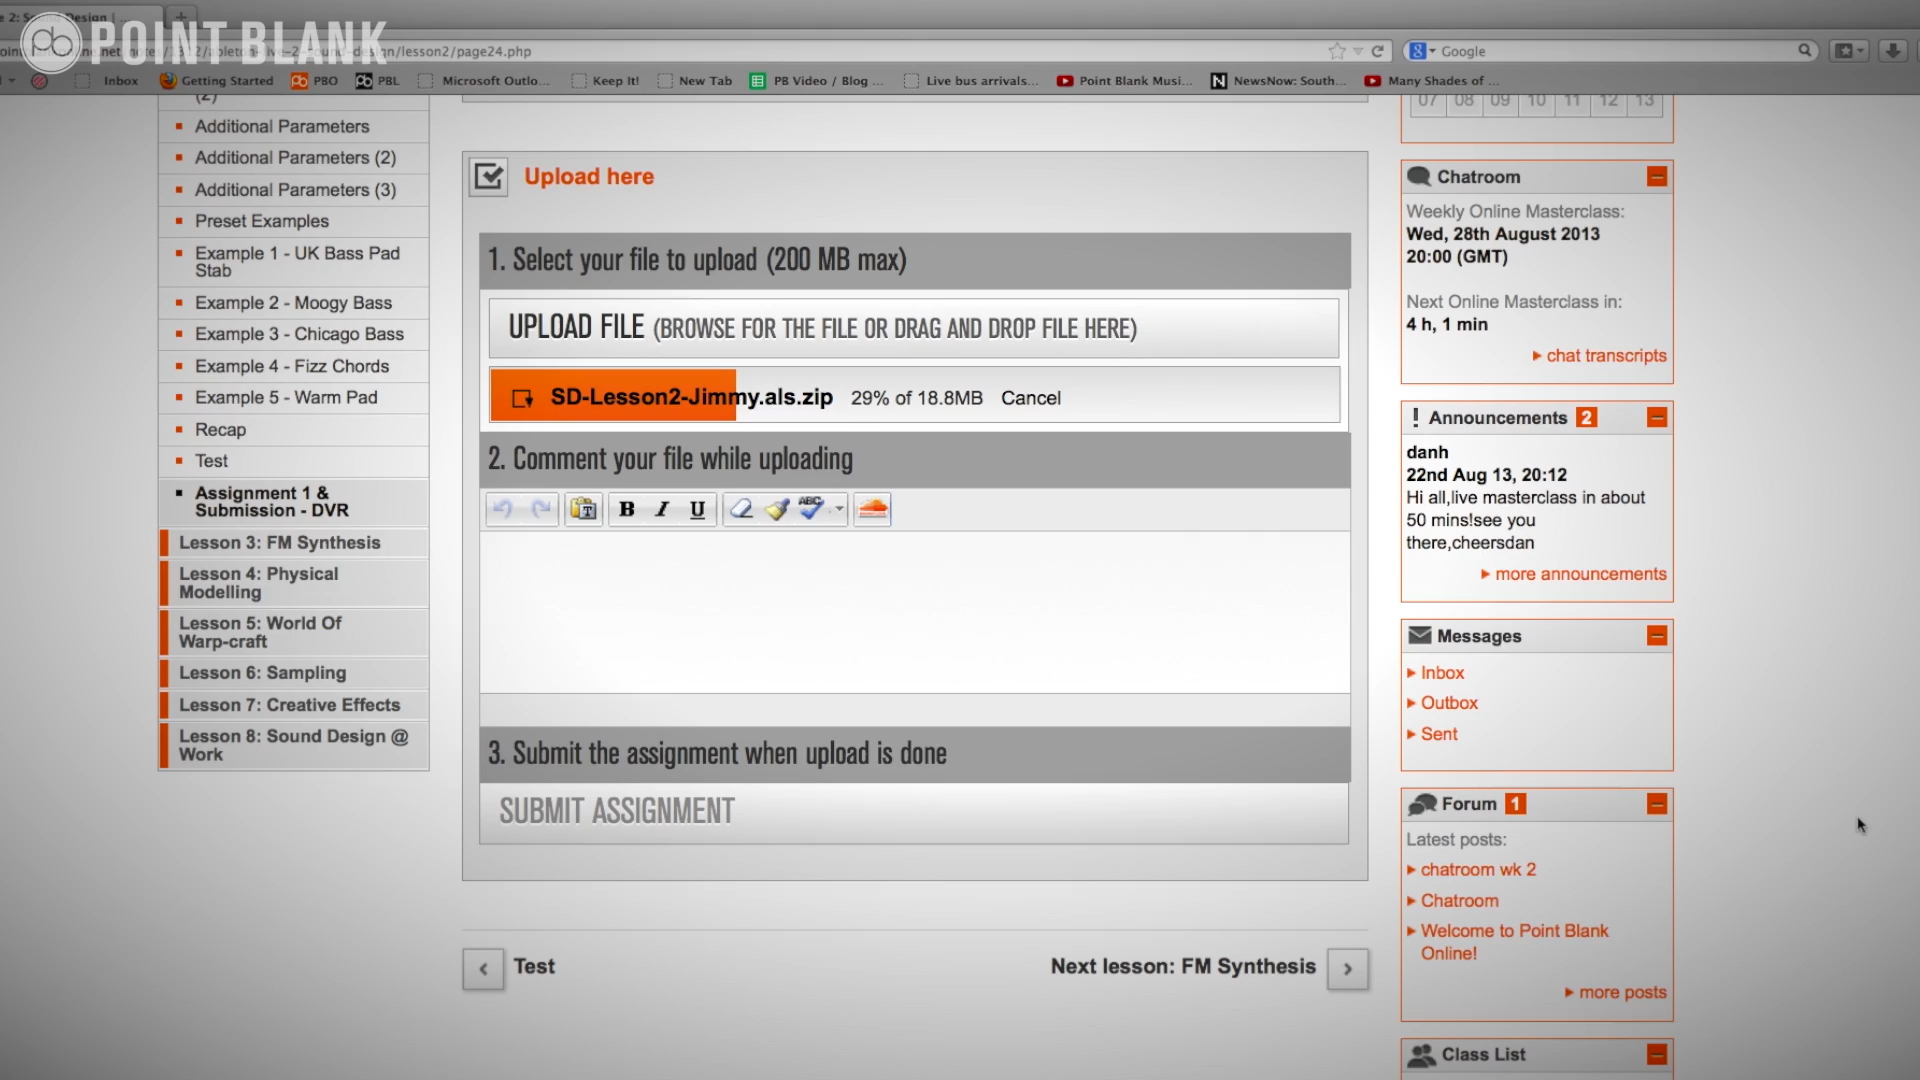 POINT BLANK
lesson2/page24.php
Google
Inbox
Getting Started
PBO
PBL
Microsoft Outlo...
Keep It!
New Tab
PB Video / Blog ...
Live bus arrivals...
Point Blank Musi...
NewsNow: South...
Many Shades of ...
(2)
Additional Parameters
Additional Parameters (2)
Additional Parameters (3)
Preset Examples
Example 1 - UK Bass Pad
Stab
Example 2 - Moogy Bass
Example 3 - Chicago Bass
Example 4 - Fizz Chords
Example 5 - Warm Pad
Recap
Test
Assignment 1 &
Submission - DVR
Lesson 3: FM Synthesis
Lesson 4: Physical
Modelling
Lesson 5: World Of
Warp-craft
Lesson 6: Sampling
Lesson 7: Creative Effects
Lesson 8: Sound Design @
Work
Upload here
1. Select your file to upload (200 MB max)
UPLOAD FILE (BROWSE FOR THE FILE OR DRAG AND DROP FILE HERE)
SD-Lesson2-Jimmy.als.zip 29% of 18.8MB Cancel
2. Comment your file while uploading
B I U ABC
3. Submit the assignment when upload is done
SUBMIT ASSIGNMENT
Test
Next lesson: FM Synthesis
07 08 09 10 11 12 13
Chatroom
Weekly Online Masterclass:
Wed, 28th August 2013
20:00 (GMT)
Next Online Masterclass in:
4 h, 1 min
chat transcripts
Announcements 2
danh
22nd Aug 13, 20:12
Hi all,live masterclass in about
50 mins!see you
there,cheersdan
more announcements
Messages
Inbox
Outbox
Sent
Forum 1
Latest posts:
chatroom wk 2
Chatroom
Welcome to Point Blank
Online!
more posts
Class List